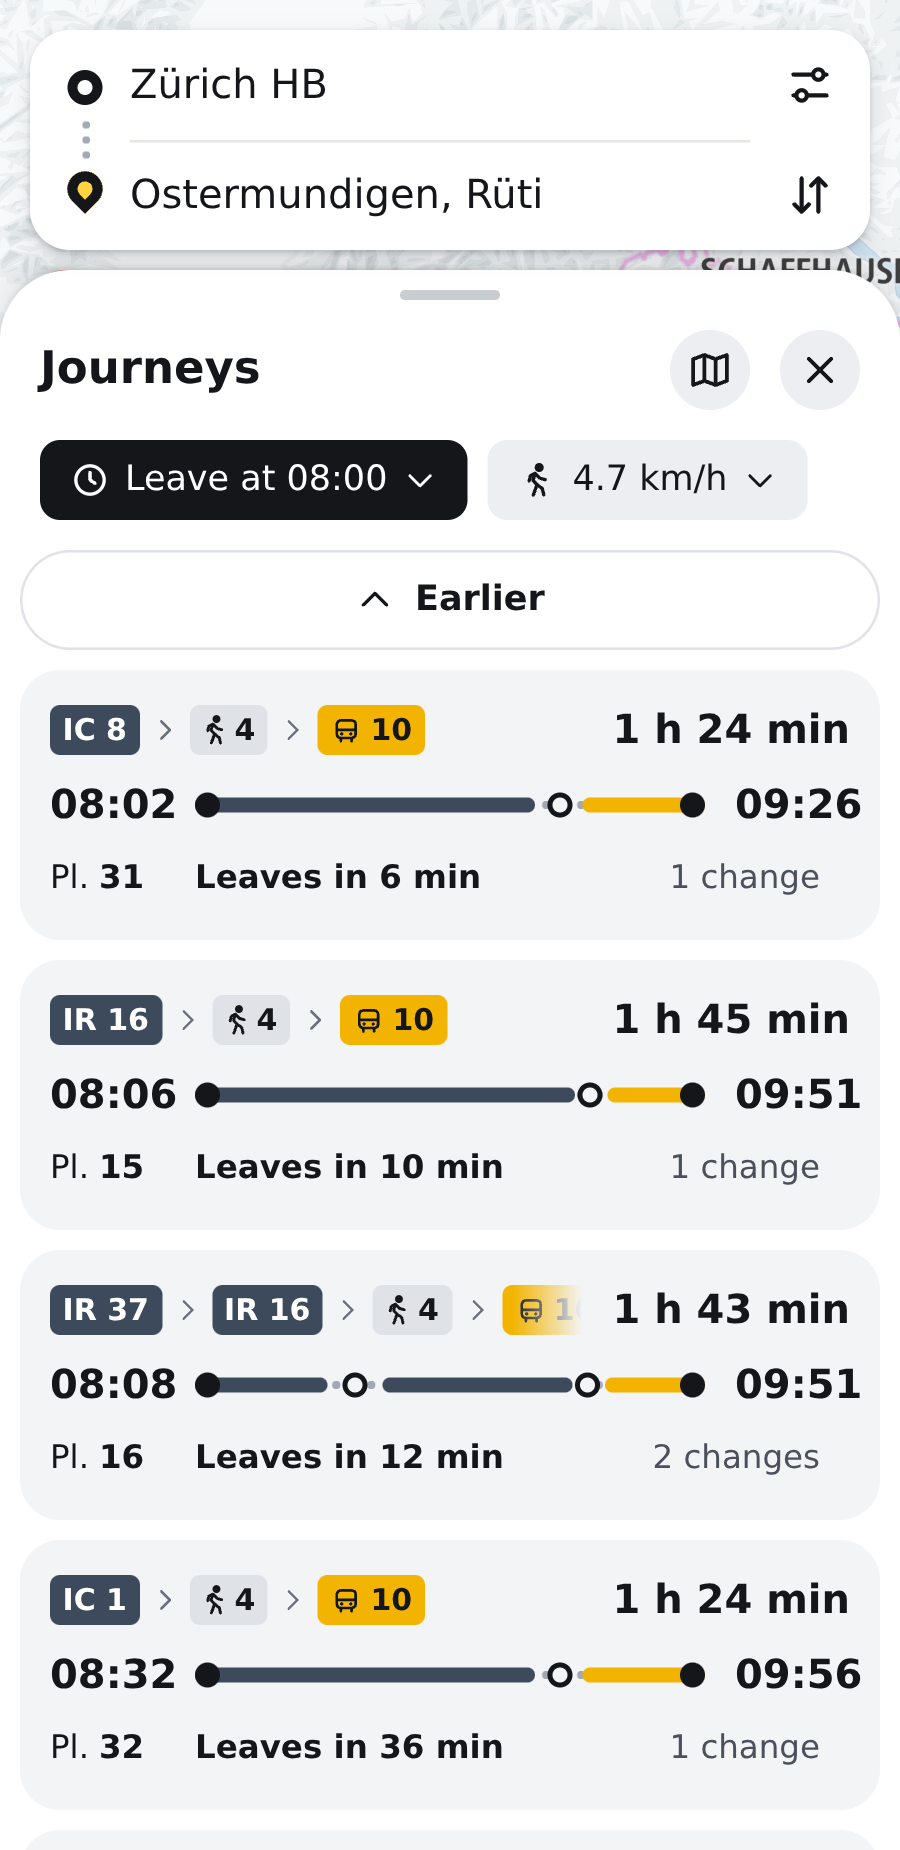 Zürich HB
Ostermundigen, Rüti
Journeys
Leave at 08:00
4.7 km/h
Earlier
IC 8 4 10 1 h 24 min
08:02 09:26
Pl. 31 Leaves in 6 min 1 change
IR 16 4 10 1 h 45 min
08:06 09:51
Pl. 15 Leaves in 10 min 1 change
IR 37 IR 16 4 1 h 43 min
08:08 09:51
Pl. 16 Leaves in 12 min 2 changes
IC 1 4 10 1 h 24 min
08:32 09:56
Pl. 32 Leaves in 36 min 1 change